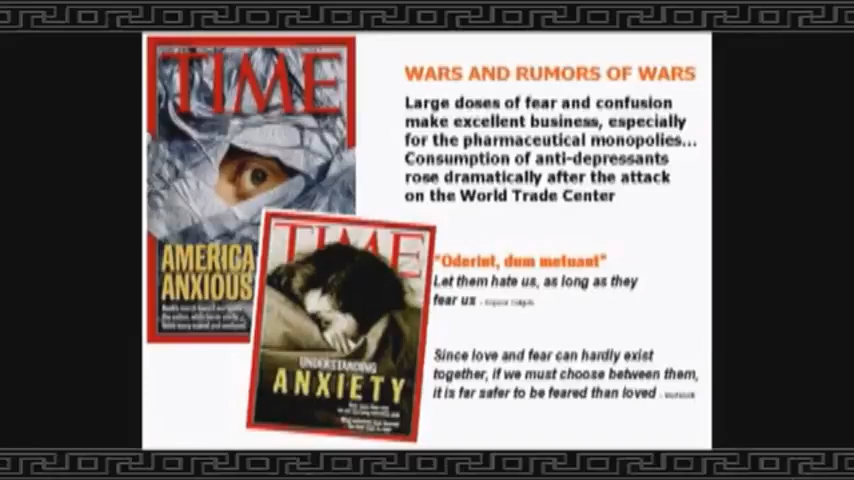 TIME
AMERICA
ANXIOUS
TIME
UNDERSTANDING
ANXIETY
WARS AND RUMORS OF WARS
Large doses of fear and confusion
make excellent business, especially
for the pharmaceutical monopolies...
Consumption of anti-depressants
rose dramatically after the attack
on the World Trade Center
"Oderint, dum metuant"
Let them hate us, as long as they
fear us -
Since love and fear can hardly exist
together, if we must choose between them,
it is far safer to be feared than loved -